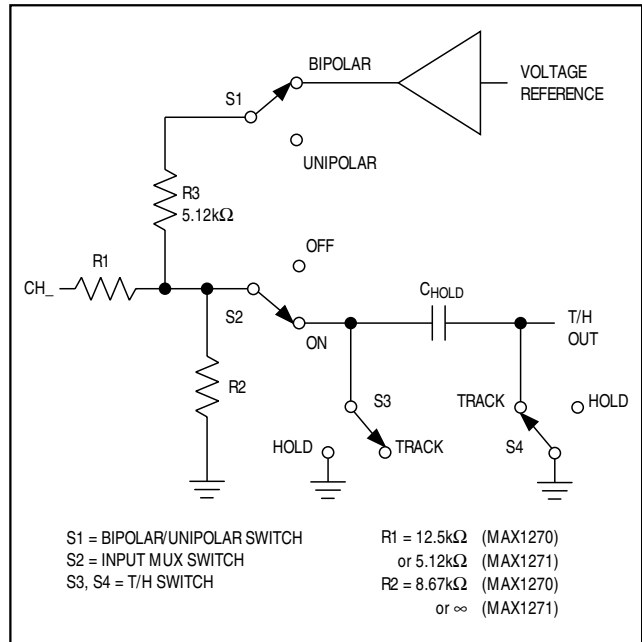 BIPOLAR
VOLTAGE
REFERENCE
S1
UNIPOLAR
R3
5.12kΩ
OFF
R1
CH_
CHOLD
S2
T/H
OUT
ON
R2
S3
TRACK
HOLD
HOLD
TRACK
S4
S1 = BIPOLAR/UNIPOLAR SWITCH
S2 = INPUT MUX SWITCH
S3, S4 = T/H SWITCH
R1 = 12.5kΩ (MAX1270)
or 5.12kΩ (MAX1271)
R2 = 8.67kΩ (MAX1270)
or ∞ (MAX1271)